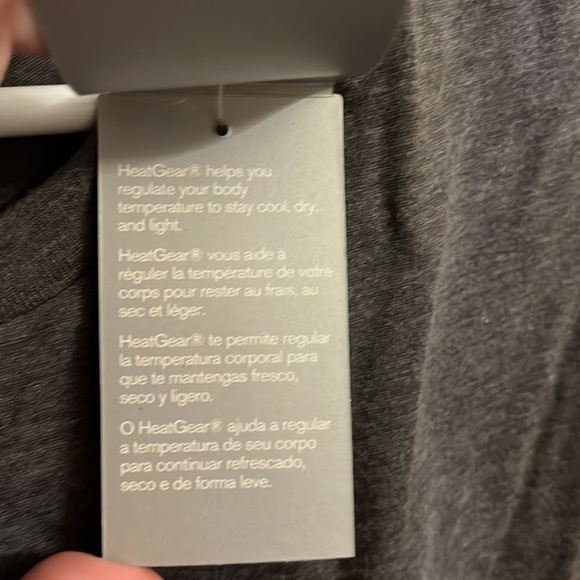 HeatGear® helps you
regulate your body
temperature to stay cool, dry,
and light.
HeatGear® vous aide à
réguler la température de votre
corps pour rester au frais, au
sec et léger.
HeatGear® te permite regular
la temperatura corporal para
que te mantengas fresco,
seco y ligero.
O HeatGear® ajuda a regular
a temperatura de seu corpo
para continuar refrescado,
seco e de forma leve.